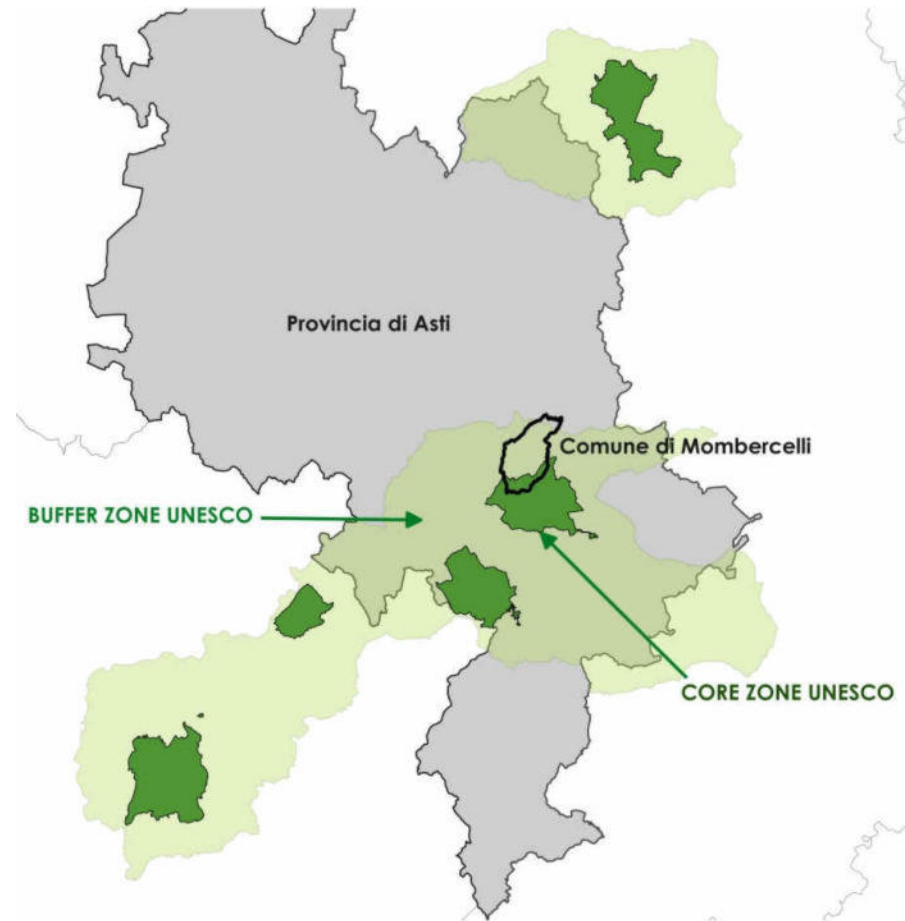 Provincia di Asti
Comune di Mombercelli
BUFFER ZONE UNESCO
CORE ZONE UNESCO